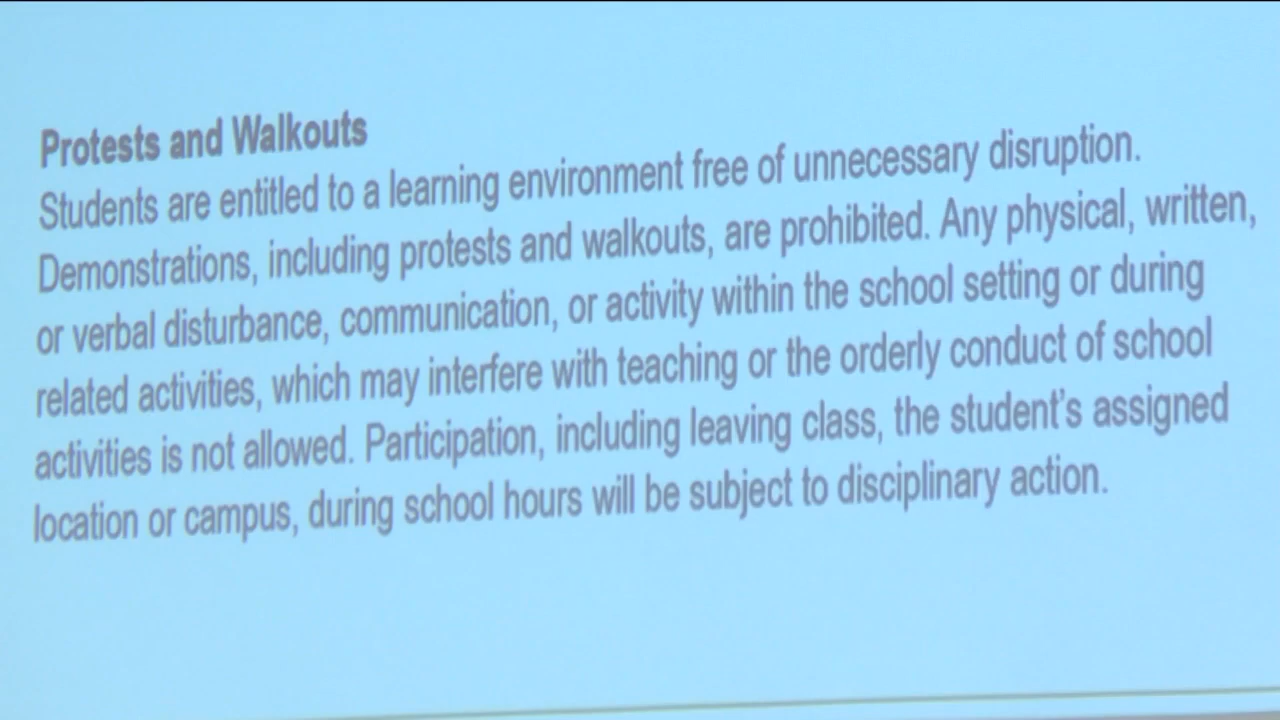 Protests and Walkouts
Students are entitled to a learning environment free of unnecessary disruption.
Demonstrations, including protests and walkouts, are prohibited. Any physical, written,
or verbal disturbance, communication, or activity within the school setting or during
related activities, which may interfere with teaching or the orderly conduct of school
activities is not allowed. Participation, including leaving class, the student's assigned
location or campus, during school hours will be subject to disciplinary action.